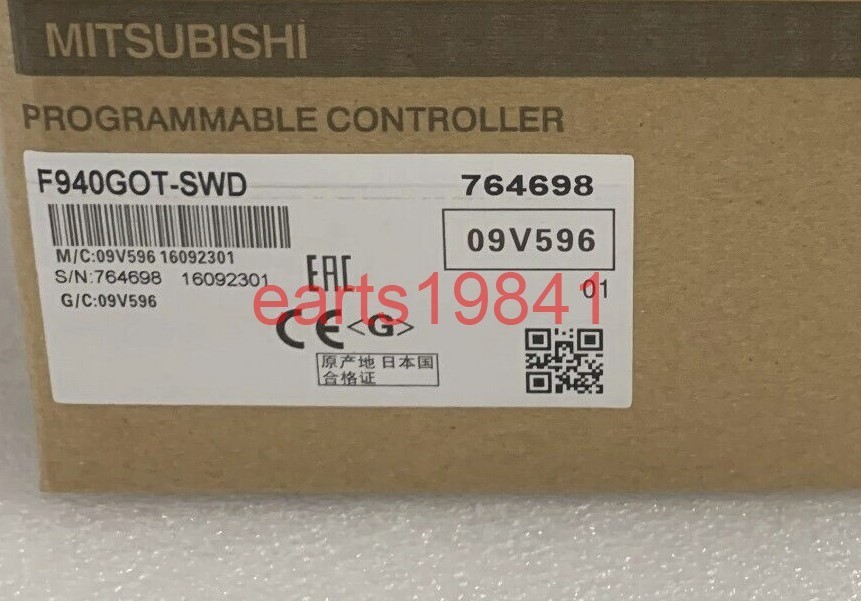 MITSUBISHI
PROGRAMMABLE CONTROLLER
F940GOT-SWD
764698
M/C:09V596 16092301
09V596
S/N:764698 16092301
EAC
01
G/C:09V596
earts19841
CE <G>
原产地 日本国
合格证